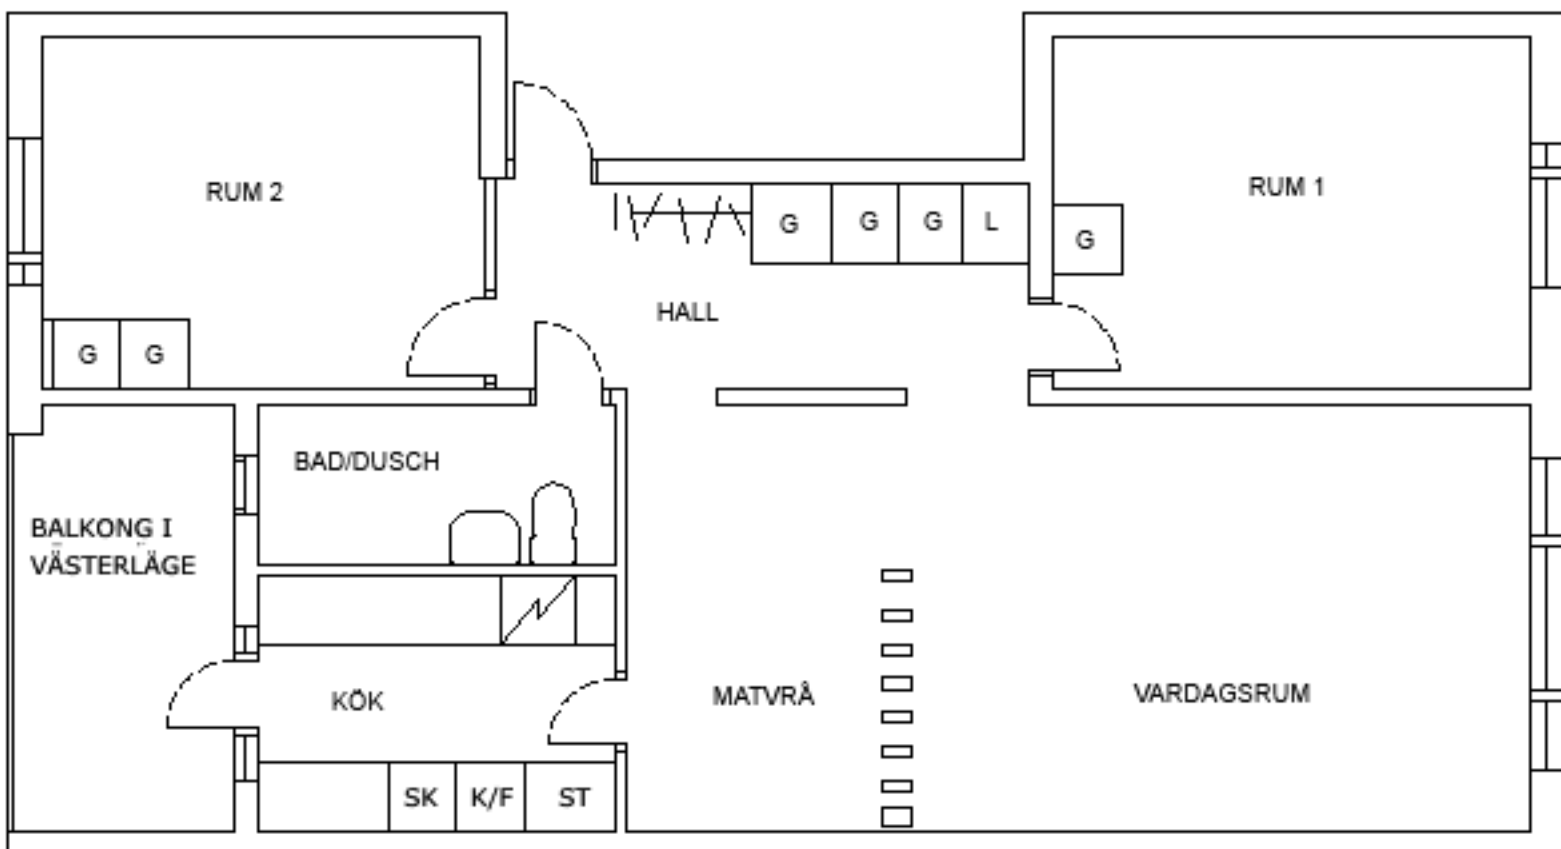 RUM 2
RUM 1
G
G
G
L
G
HALL
G
G
BAD/DUSCH
BALKONG I
VÄSTERLÄGE
KÖK
MATVRÅ
VARDAGSRUM
SK
K/F
ST